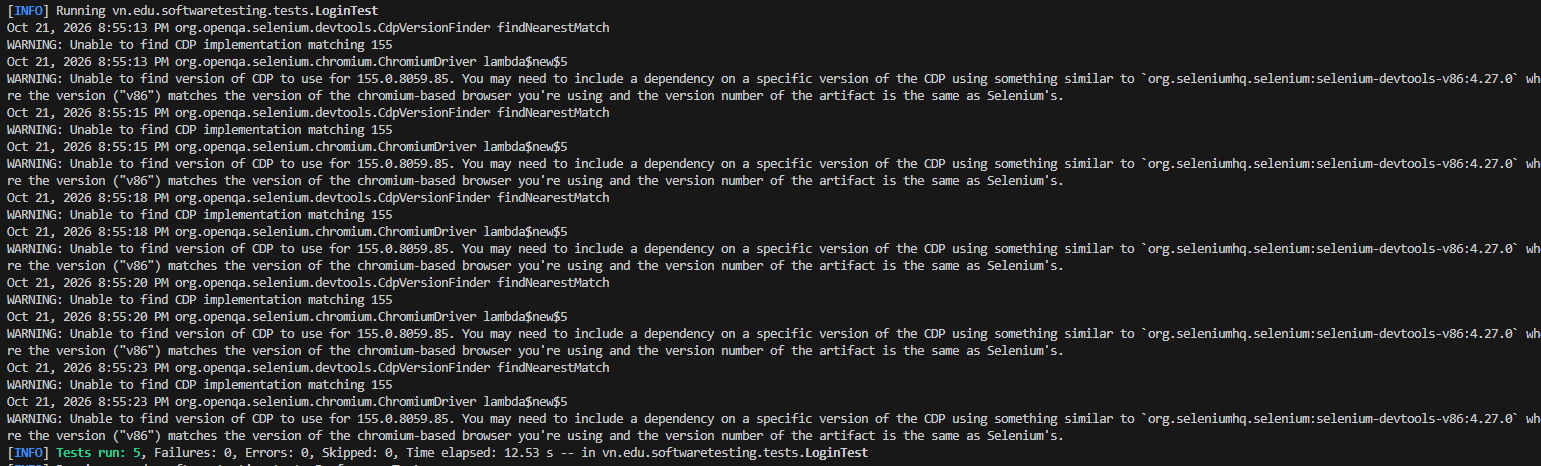 [INFO] Running vn.edu.softwaretesting.tests.LoginTest
Oct 21, 2026 8:55:13 PM org.openqa.selenium.devtools.CdpVersionFinder findNearestMatch
WARNING: Unable to find CDP implementation matching 155
Oct 21, 2026 8:55:13 PM org.openqa.selenium.chromium.ChromiumDriver lambda$new$5
WARNING: Unable to find version of CDP to use for 155.0.8059.85. You may need to include a dependency on a specific version of the CDP using something similar to `org.seleniumhq.selenium:selenium-devtools-v86:4.27.0` whe
re the version ("v86") matches the version of the chromium-based browser you're using and the version number of the artifact is the same as Selenium's.
Oct 21, 2026 8:55:15 PM org.openqa.selenium.devtools.CdpVersionFinder findNearestMatch
WARNING: Unable to find CDP implementation matching 155
Oct 21, 2026 8:55:15 PM org.openqa.selenium.chromium.ChromiumDriver lambda$new$5
WARNING: Unable to find version of CDP to use for 155.0.8059.85. You may need to include a dependency on a specific version of the CDP using something similar to `org.seleniumhq.selenium:selenium-devtools-v86:4.27.0` wh
re the version ("v86") matches the version of the chromium-based browser you're using and the version number of the artifact is the same as Selenium's.
Oct 21, 2026 8:55:18 PM org.openqa.selenium.devtools.CdpVersionFinder findNearestMatch
WARNING: Unable to find CDP implementation matching 155
Oct 21, 2026 8:55:18 PM org.openqa.selenium.chromium.ChromiumDriver lambda$new$5
WARNING: Unable to find version of CDP to use for 155.0.8059.85. You may need to include a dependency on a specific version of the CDP using something similar to `org.seleniumhq.selenium:selenium-devtools-v86:4.27.0` wh
re the version ("v86") matches the version of the chromium-based browser you're using and the version number of the artifact is the same as Selenium's.
Oct 21, 2026 8:55:20 PM org.openqa.selenium.devtools.CdpVersionFinder findNearestMatch
WARNING: Unable to find CDP implementation matching 155
Oct 21, 2026 8:55:20 PM org.openqa.selenium.chromium.ChromiumDriver lambda$new$5
WARNING: Unable to find version of CDP to use for 155.0.8059.85. You may need to include a dependency on a specific version of the CDP using something similar to `org.seleniumhq.selenium:selenium-devtools-v86:4.27.0` wh
re the version ("v86") matches the version of the chromium-based browser you're using and the version number of the artifact is the same as Selenium's.
Oct 21, 2026 8:55:23 PM org.openqa.selenium.devtools.CdpVersionFinder findNearestMatch
WARNING: Unable to find CDP implementation matching 155
Oct 21, 2026 8:55:23 PM org.openqa.selenium.chromium.ChromiumDriver lambda$new$5
WARNING: Unable to find version of CDP to use for 155.0.8059.85. You may need to include a dependency on a specific version of the CDP using something similar to `org.seleniumhq.selenium:selenium-devtools-v86:4.27.0` wh
re the version ("v86") matches the version of the chromium-based browser you're using and the version number of the artifact is the same as Selenium's.
[INFO] Tests run: 5, Failures: 0, Errors: 0, Skipped: 0, Time elapsed: 12.53 s -- in vn.edu.softwaretesting.tests.LoginTest